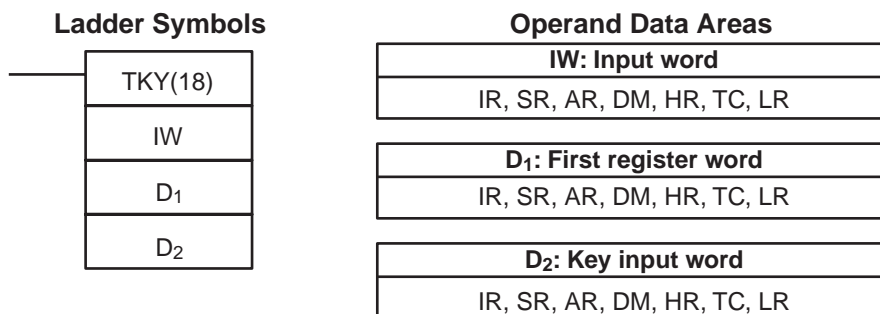 Ladder Symbols
TKY(18)
IW
D1
D2
Operand Data Areas
IW: Input word
IR, SR, AR, DM, HR, TC, LR
D1: First register word
IR, SR, AR, DM, HR, TC, LR
D2: Key input word
IR, SR, AR, DM, HR, TC, LR